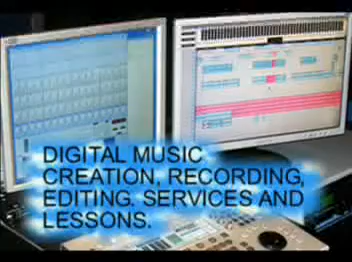 DIGITAL MUSIC
CREATION, RECORDING,
EDITING. SERVICES AND
LESSONS.